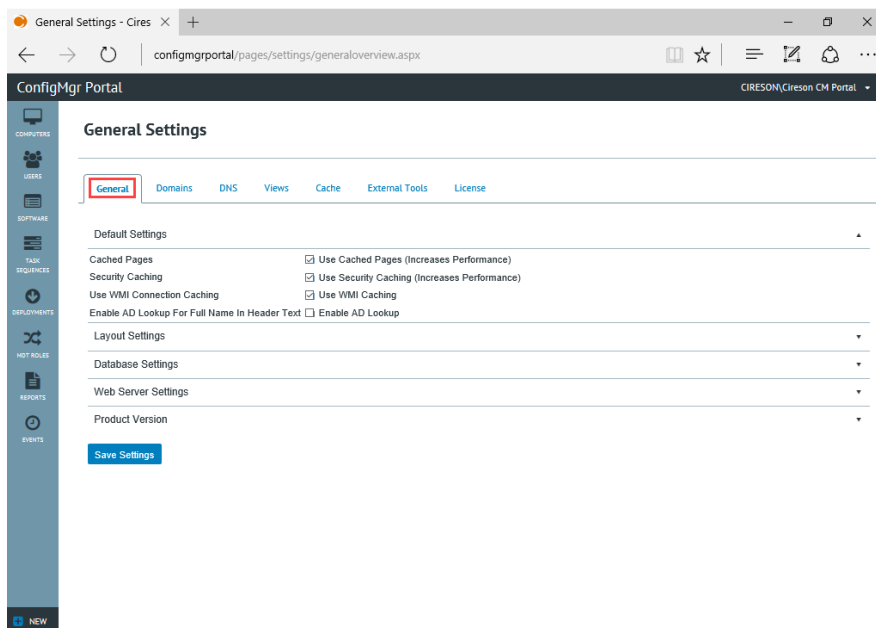 General Settings - Cires
configmgrportal/pages/settings/generaloverview.aspx
ConfigMgr Portal
CIRESON\Cireson CM Portal
COMPUTERS
USERS
SOFTWARE
TASK
SEQUENCES
DEPLOYMENTS
MDT ROLES
REPORTS
EVENTS
NEW
General Settings
General Domains DNS Views Cache External Tools License
Default Settings
Cached Pages Use Cached Pages (Increases Performance)
Security Caching Use Security Caching (Increases Performance)
Use WMI Connection Caching Use WMI Caching
Enable AD Lookup For Full Name In Header Text Enable AD Lookup
Layout Settings
Database Settings
Web Server Settings
Product Version
Save Settings